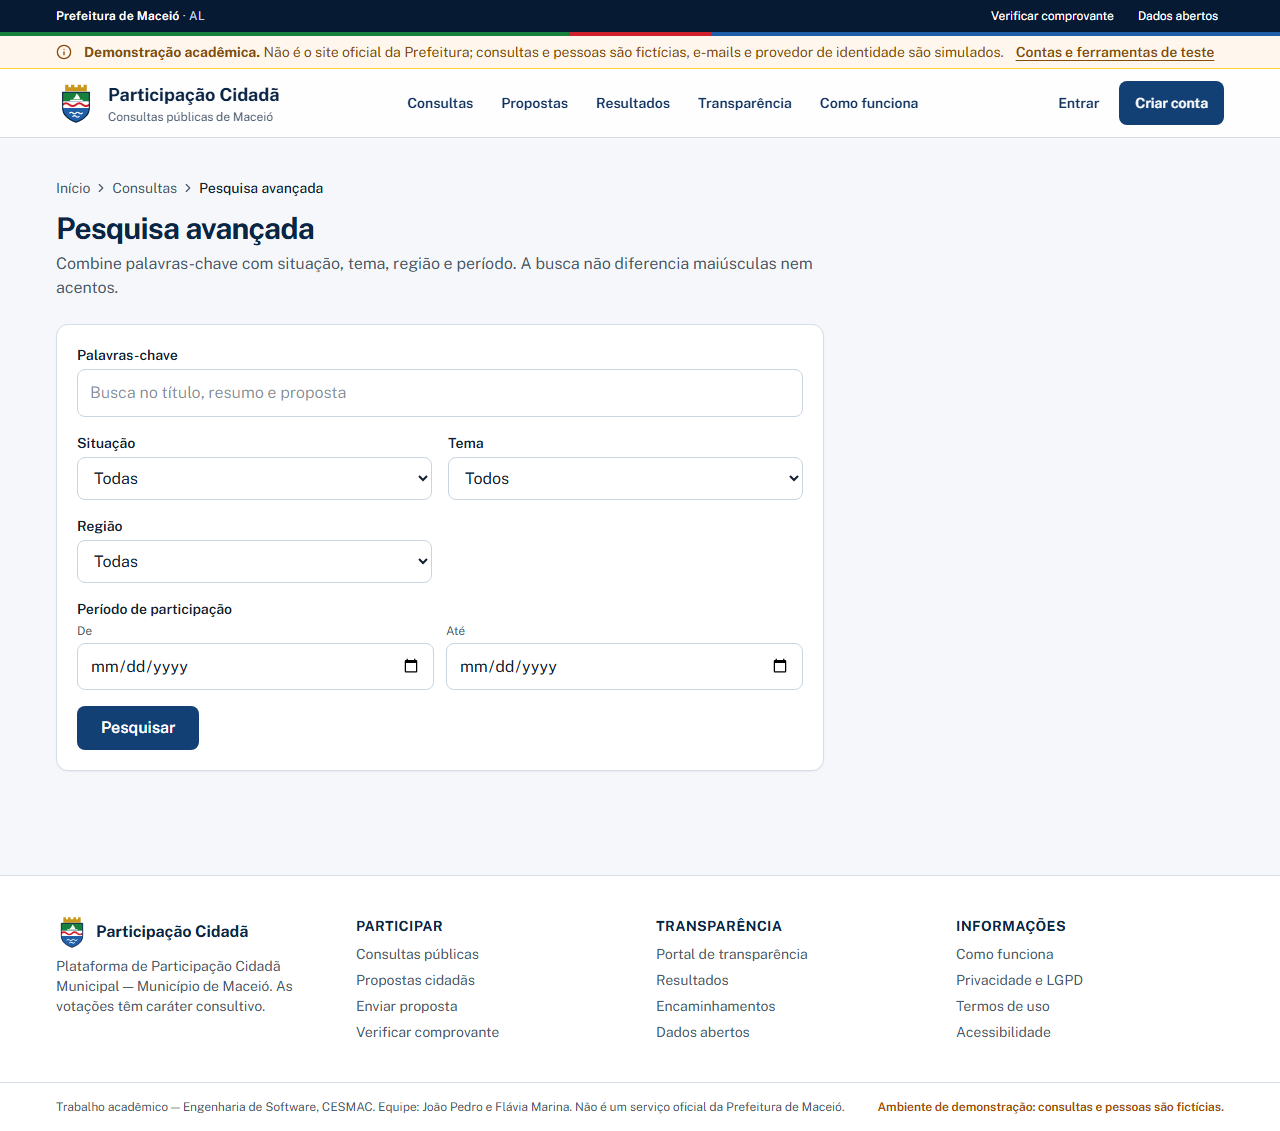 Prefeitura de Maceió · AL
Verificar comprovante
Dados abertos
Demonstração acadêmica. Não é o site oficial da Prefeitura; consultas e pessoas são fictícias, e-mails e provedor de identidade são simulados.
Contas e ferramentas de teste
Participação Cidadã
Consultas públicas de Maceió
Consultas
Propostas
Resultados
Transparência
Como funciona
Entrar
Criar conta
Início > Consultas > Pesquisa avançada
Pesquisa avançada
Combine palavras-chave com situação, tema, região e período. A busca não diferencia maiúsculas nem
acentos.
Palavras-chave
Busca no título, resumo e proposta
Situação
Tema
Todas
Todos
Região
Todas
Período de participação
De
Até
mm/dd/yyyy
mm/dd/yyyy
Pesquisar
Participação Cidadã
Plataforma de Participação Cidadã
Municipal — Município de Maceió. As
votações têm caráter consultivo.
PARTICIPAR
Consultas públicas
Propostas cidadãs
Enviar proposta
Verificar comprovante
TRANSPARÊNCIA
Portal de transparência
Resultados
Encaminhamentos
Dados abertos
INFORMAÇÕES
Como funciona
Privacidade e LGPD
Termos de uso
Acessibilidade
Trabalho acadêmico — Engenharia de Software, CESMAC. Equipe: João Pedro e Flávia Marina. Não é um serviço oficial da Prefeitura de Maceió.
Ambiente de demonstração: consultas e pessoas são fictícias.